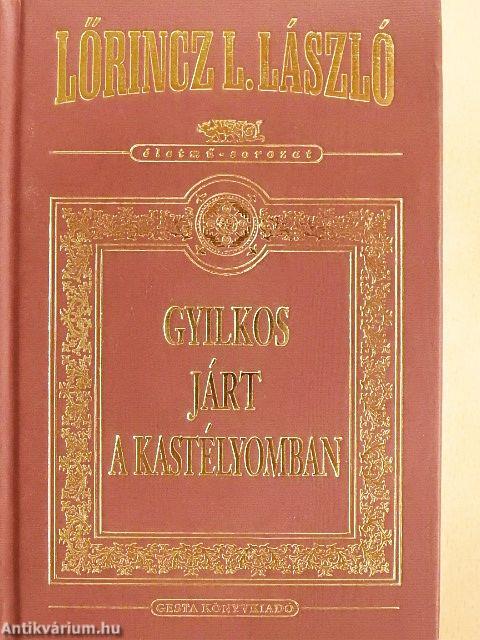 LŐRINCZ L. LÁSZLÓ
életmű-sorozat
GYILKOS
JÁRT
A KASTÉLYOMBAN
GESTA KÖNYVKIADÓ
Antikvárium.hu